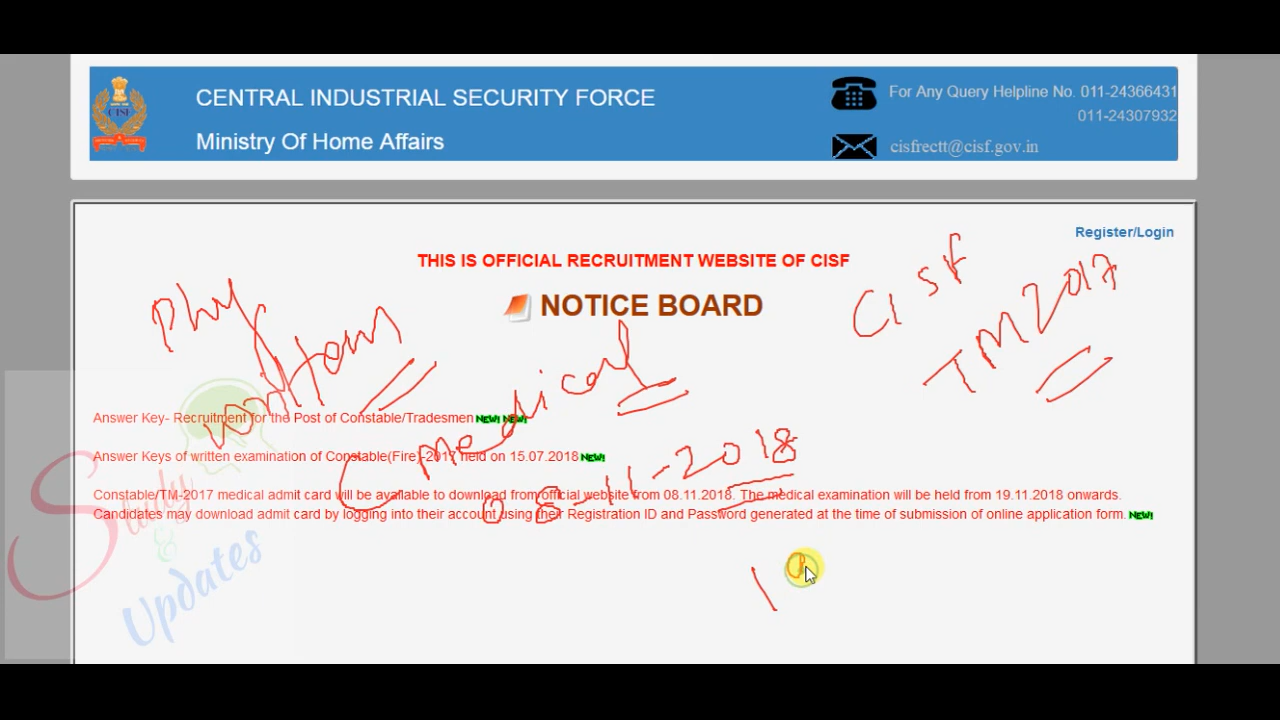 CISF
CENTRAL INDUSTRIAL SECURITY FORCE
Ministry Of Home Affairs
For Any Query Helpline No. 011-24366431
011-24307932
cisfrectt@cisf.gov.in
Register/Login
THIS IS OFFICIAL RECRUITMENT WEBSITE OF CISF
NOTICE BOARD
Phy
CISF
TM 2017
Medical
Answer Key- Recruitment for the Post of Constable/Tradesmen NEW! NEW!
Answer Keys of written examination of Constable(Fire)-2017 held on 15.07.2018 NEW!
08-11-2018
Constable/TM-2017 medical admit card will be available to download from official website from 08.11.2018. The medical examination will be held from 19.11.2018 onwards.
Candidates may download admit card by logging into their account using their Registration ID and Password generated at the time of submission of online application form. NEW!
Study
Updates